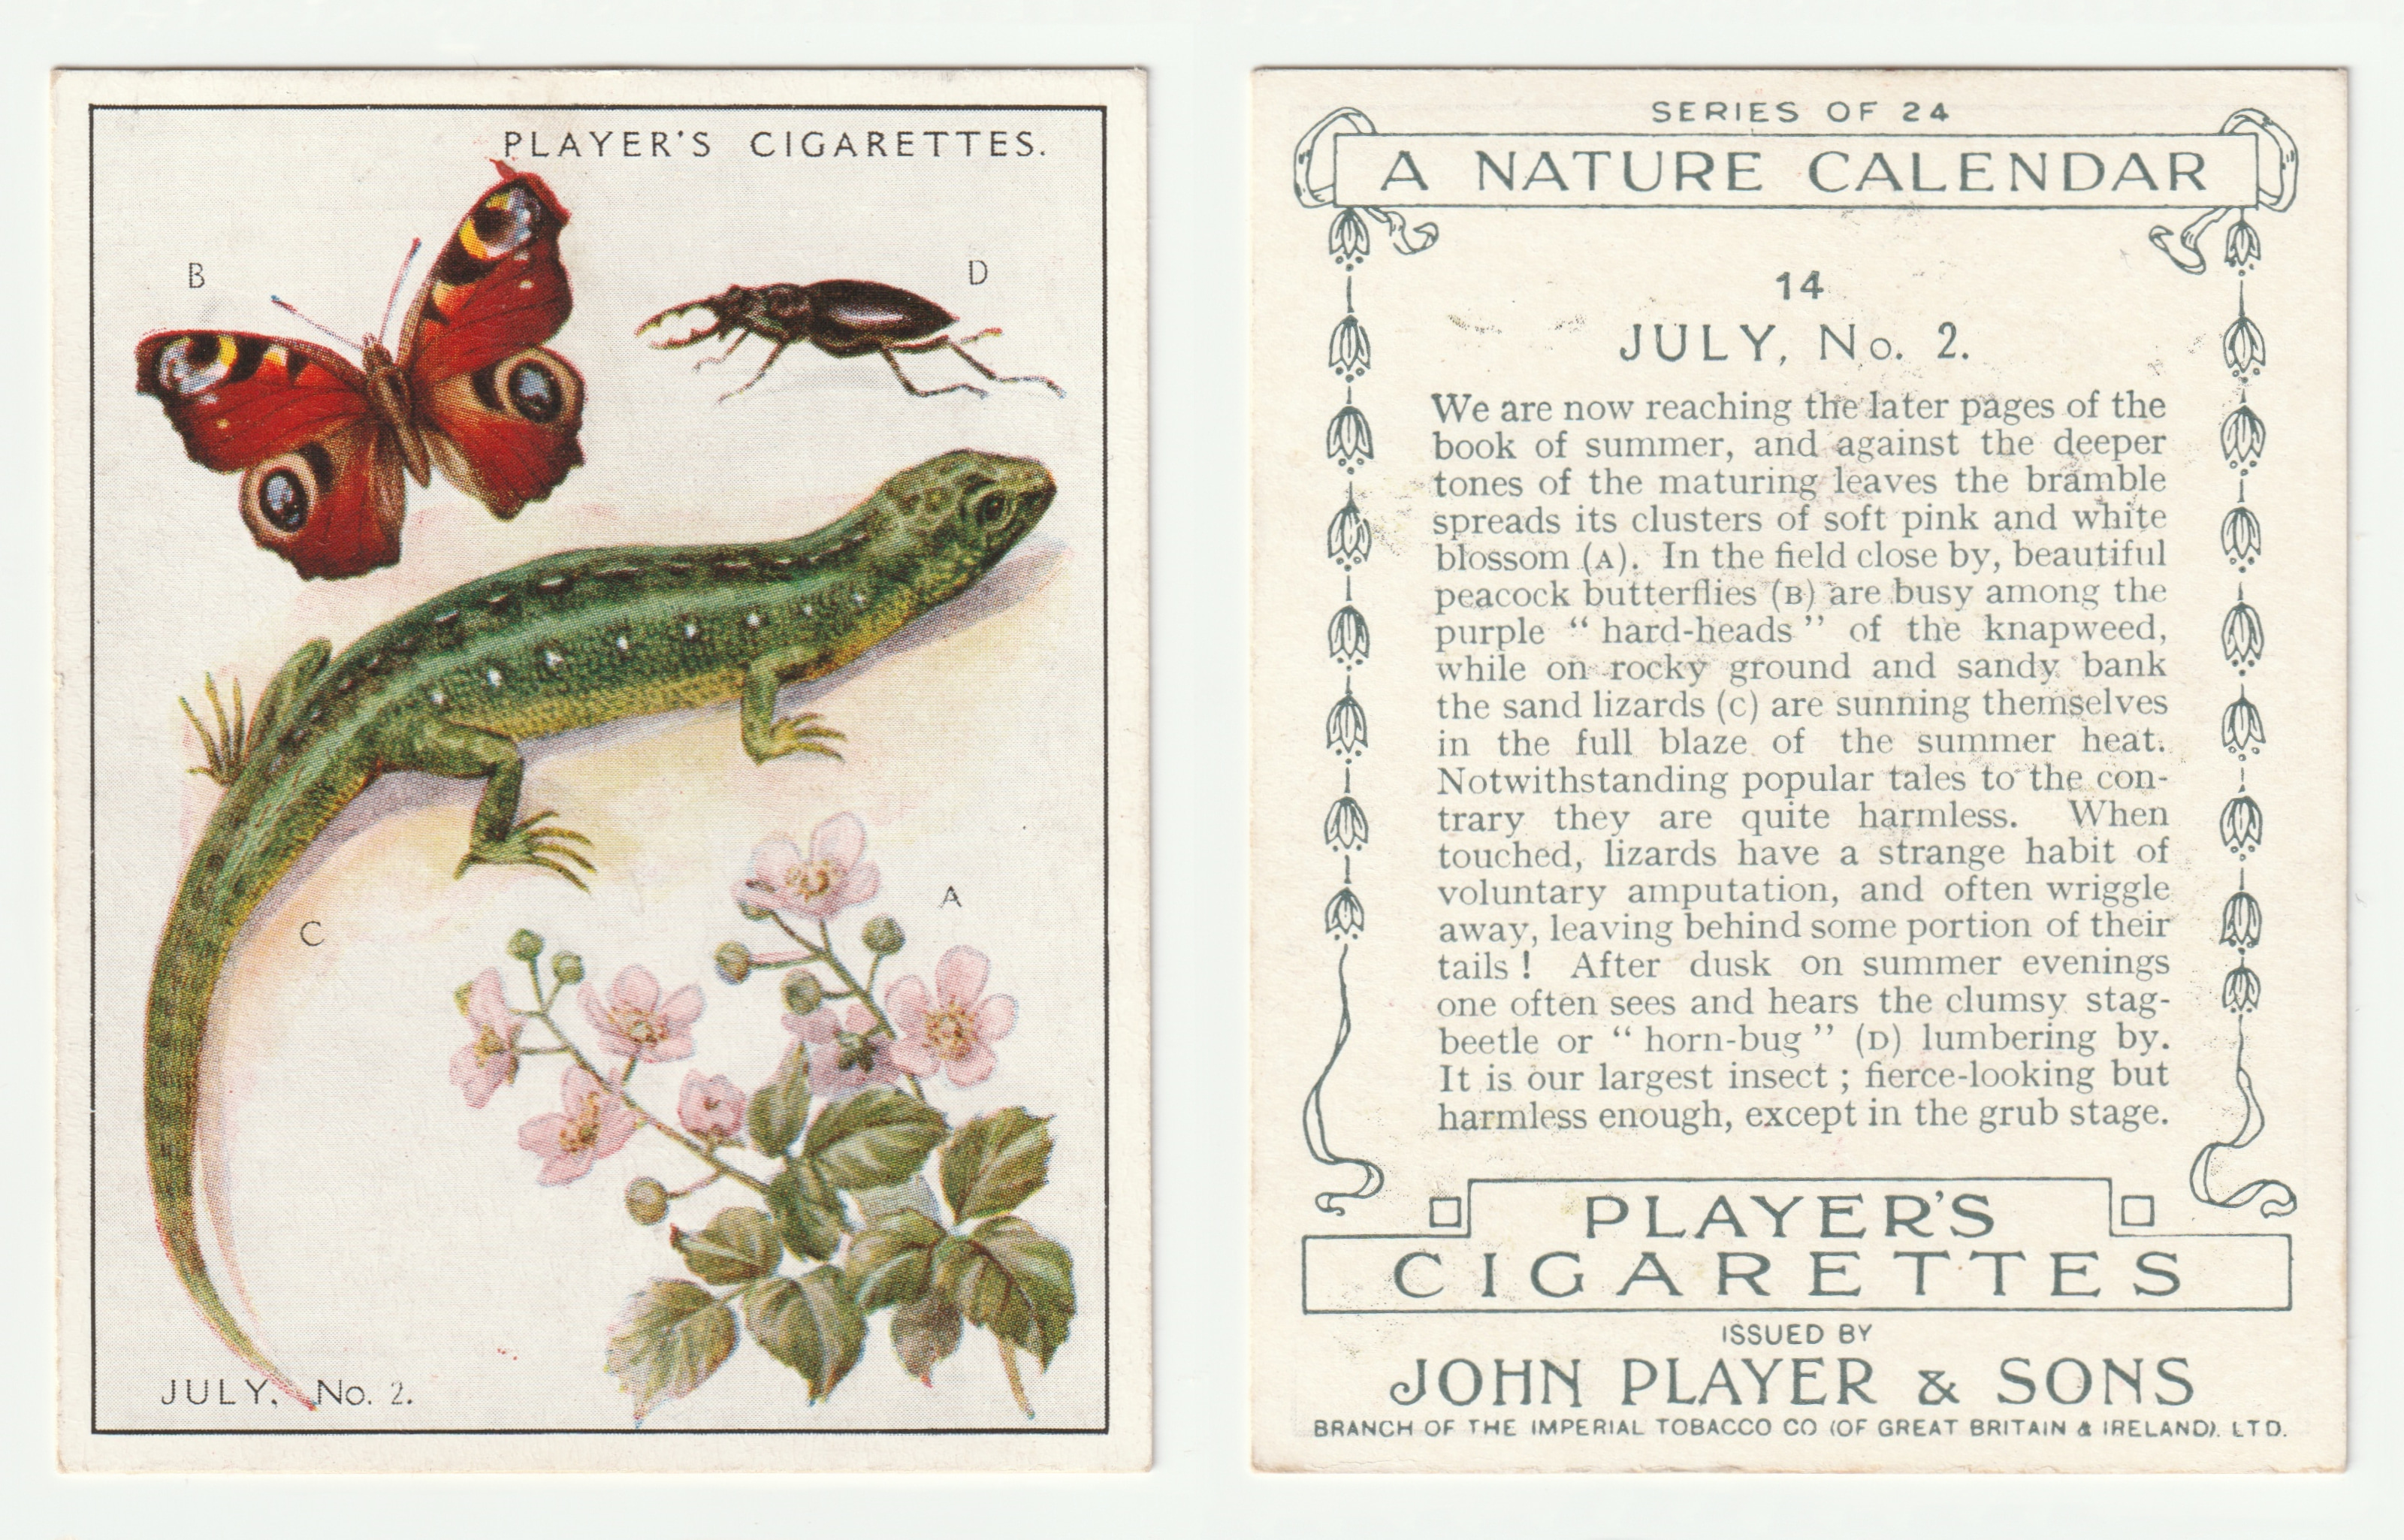 PLAYER'S CIGARETTES.
B
D
C
A
JULY, No. 2.
SERIES OF 24
A NATURE CALENDAR
14
JULY, No. 2.
We are now reaching the later pages of the
book of summer, and against the deeper
tones of the maturing leaves the bramble
spreads its clusters of soft pink and white
blossom (A). In the field close by, beautiful
peacock butterflies (B) are busy among the
purple “ hard-heads ” of the knapweed,
while on rocky ground and sandy bank
the sand lizards (C) are sunning themselves
in the full blaze of the summer heat.
Notwithstanding popular tales to the con-
trary they are quite harmless. When
touched, lizards have a strange habit of
voluntary amputation, and often wriggle
away, leaving behind some portion of their
tails ! After dusk on summer evenings
one often sees and hears the clumsy stag-
beetle or “ horn-bug ” (D) lumbering by.
It is our largest insect ; fierce-looking but
harmless enough, except in the grub stage.
PLAYER'S
CIGARETTES
ISSUED BY
JOHN PLAYER & SONS
BRANCH OF THE IMPERIAL TOBACCO CO (OF GREAT BRITAIN & IRELAND). LTD.